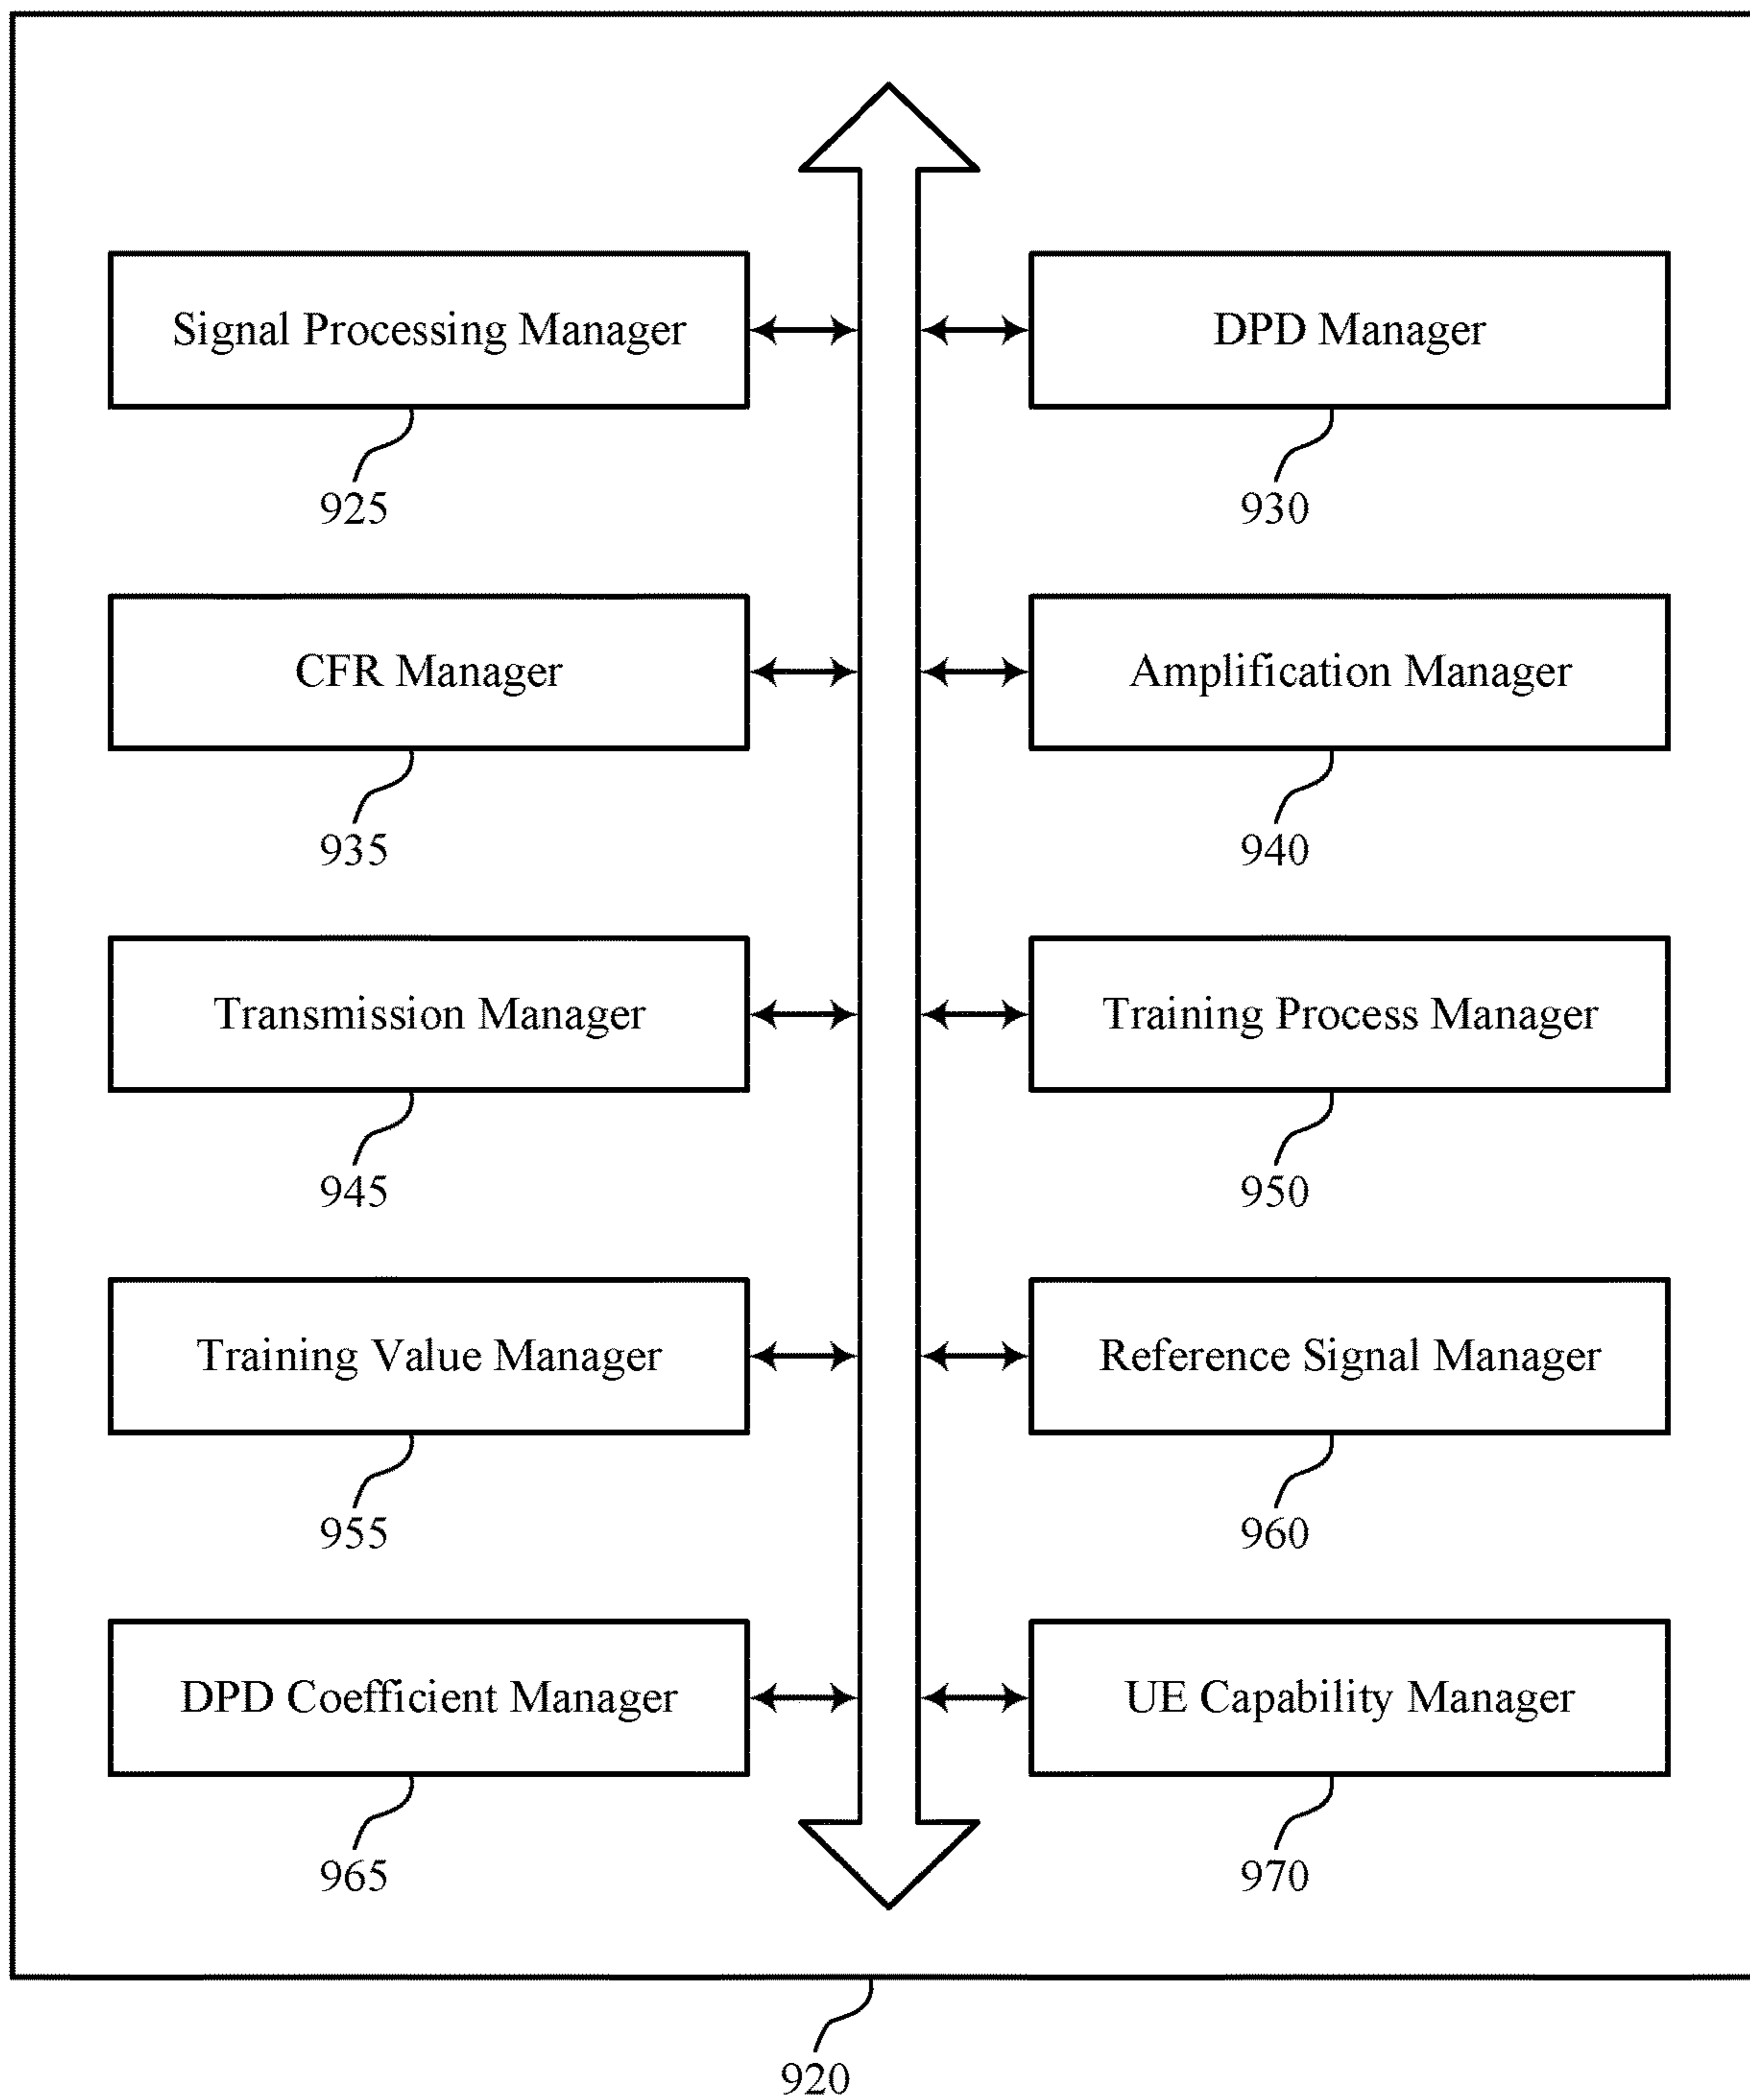 Signal Processing Manager
DPD Manager
925
930
CFR Manager
Amplification Manager
935
940
Transmission Manager
Training Process Manager
945
950
Training Value Manager
Reference Signal Manager
955
960
DPD Coefficient Manager
UE Capability Manager
965
970
920